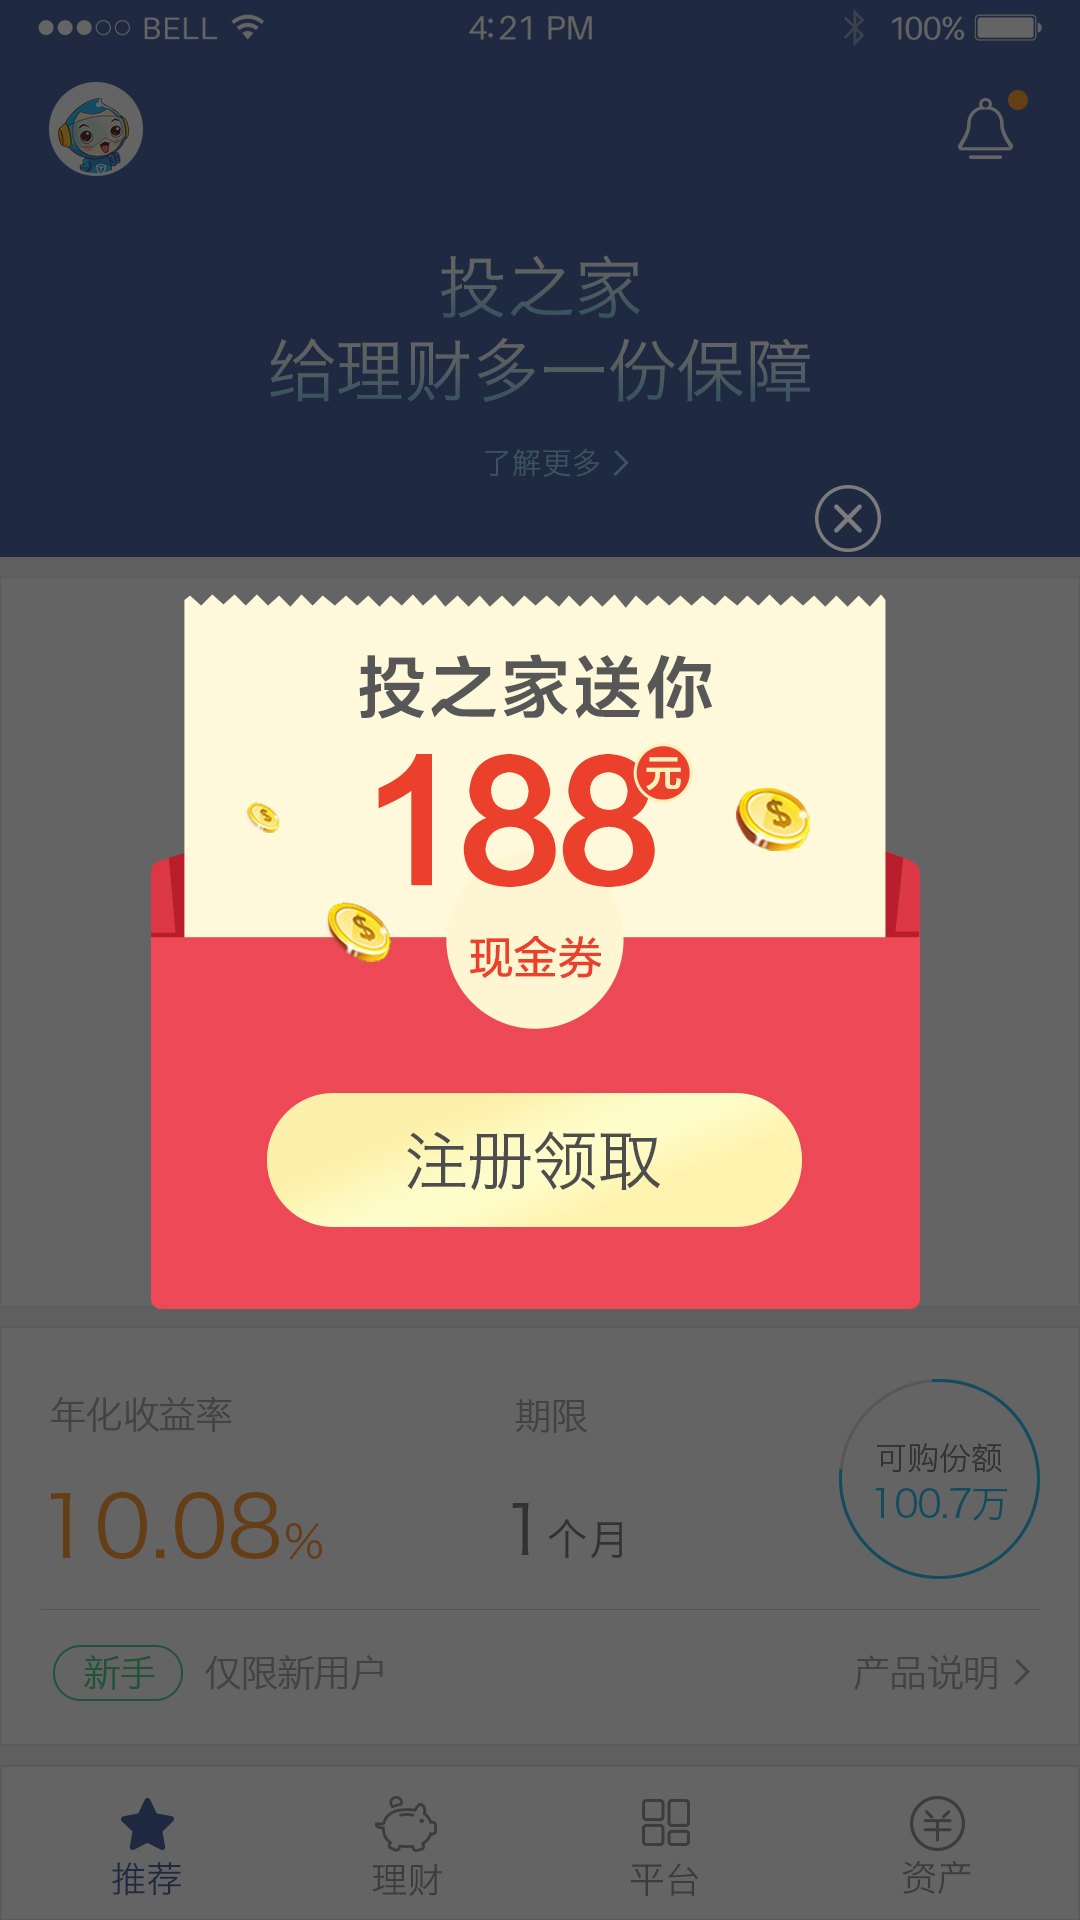 BELL 4:21 PM 100%
投之家
给理财多一份保障
了解更多
投之家送你
188元
现金券
注册领取
年化收益率 期限
可购份额
10.08% 1个月 100.7万
新手 仅限新用户 产品说明
推荐 理财 平台 资产